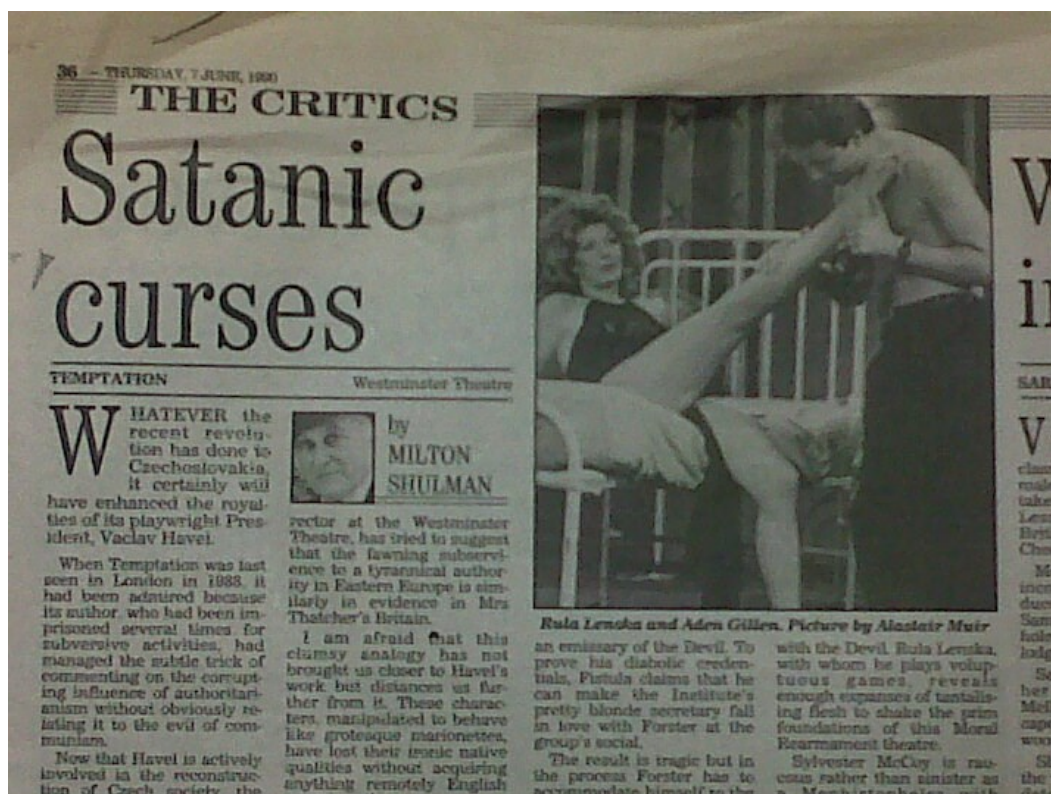 36 – THURSDAY, 7 JUNE, 1990
THE CRITICS
Satanic
curses
TEMPTATION
Westminster Theatre
WHATEVER the
recent revolu-
tion has done to
Czechoslovakia,
it certainly will
have enhanced the royal-
ties of its playwright Pres-
ident, Vaclav Havel.
When Temptation was last
seen in London in 1988, it
had been admired because
its author, who had been im-
prisoned several times for
subversive activities, had
managed the subtle trick of
commenting on the corrupt-
ing influence of authoritari-
anism without obviously re-
lating it to the evil of com-
munism.
Now that Havel is actively
involved in the reconstruc-
tion of Czech society, the
by
MILTON
SHULMAN
rector at the Westminster
Theatre, has tried to suggest
that the fawning subservi-
ence to a tyrannical author-
ity in Eastern Europe is sim-
ilarly in evidence in Mrs
Thatcher's Britain.
I am afraid that this
clumsy analogy has not
brought us closer to Havel's
work but distances us fur-
ther from it. These charac-
ters, manipulated to behave
like grotesque marionettes,
have lost their ironic native
qualities without acquiring
anything remotely English
Rula Lenska and Aden Gillen. Picture by Alastair Muir
an emissary of the Devil. To
prove his diabolic creden-
tials, Fistula claims that he
can make the Institute's
pretty blonde secretary fall
in love with Forster at the
group's social.
The result is tragic but in
the process Forster has to
accommodate himself to the
with the Devil. Rula Lenska,
with whom he plays volup-
tuous games, reveals
enough expanses of tantalis-
ing flesh to shake the prim
foundations of this Moral
Rearmament theatre.
Sylvester McCoy is rau-
cous rather than sinister as
a Mephistopheles with
W
i
SAR
V